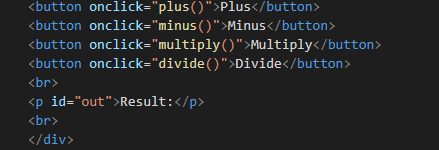 <button onclick="plus()">Plus</button>
<button onclick="minus()">Minus</button>
<button onclick="multiply()">Multiply</button>
<button onclick="divide()">Divide</button>
<br>
<p id="out">Result:</p>
<br>
</div>